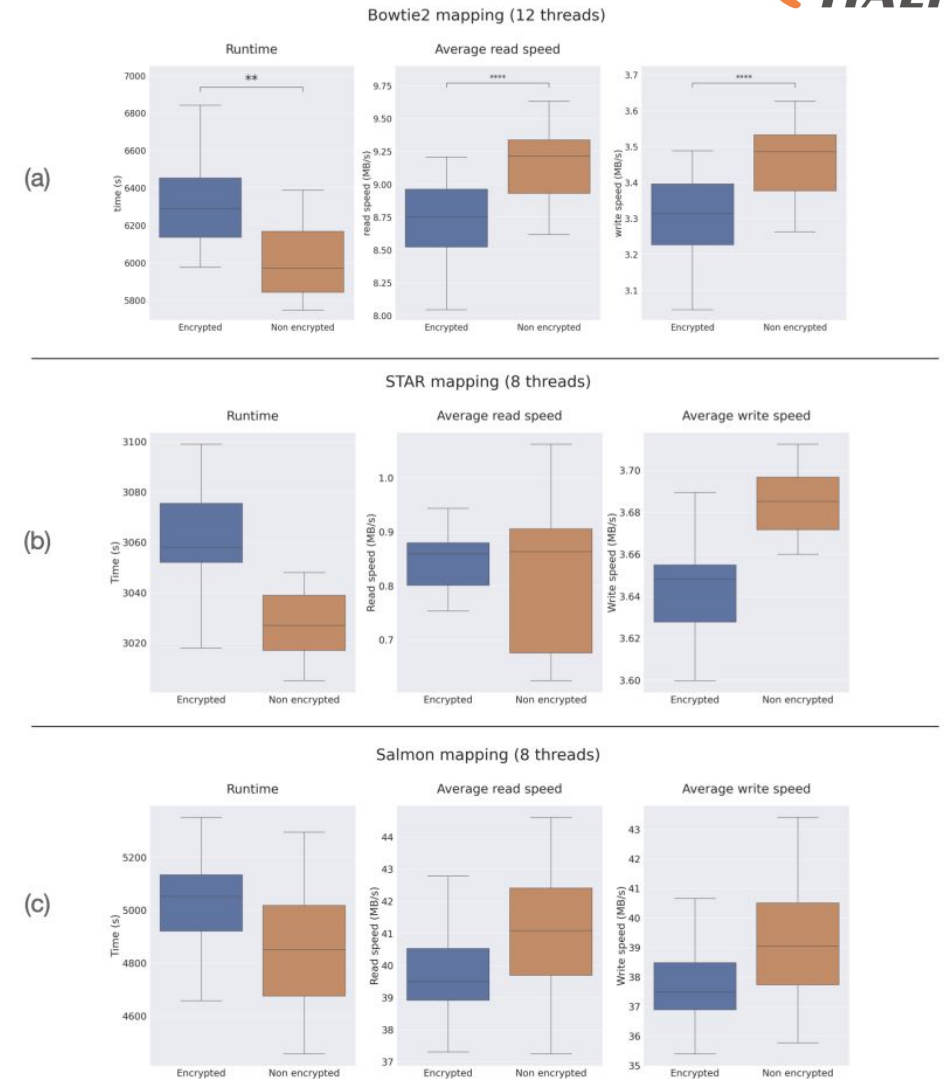 Bowtie2 mapping (12 threads)
Runtime
Average read speed
(a)
time (s)
7000
6800
6600
6400
6200
6000
5800
**
Encrypted
Non encrypted
read speed (MB/s)
9.75
9.50
9.25
9.00
8.75
8.50
8.25
8.00
****
Encrypted
Non encrypted
write speed (MB/s)
3.7
3.6
3.5
3.4
3.3
3.2
3.1
****
Encrypted
Non encrypted
STAR mapping (8 threads)
Runtime
Average read speed
Average write speed
(b)
Time (s)
3100
3080
3060
3040
3020
Encrypted
Non encrypted
Read speed (MB/s)
1.0
0.9
0.8
0.7
Encrypted
Non encrypted
Write speed (MB/s)
3.70
3.68
3.66
3.64
3.62
3.60
Encrypted
Non encrypted
Salmon mapping (8 threads)
Runtime
Average read speed
Average write speed
(c)
Time (s)
5200
5000
4800
4600
Encrypted
Non encrypted
Read speed (MB/s)
44
43
42
41
40
39
38
37
Encrypted
Non encrypted
Write speed (MB/s)
43
42
41
40
39
38
37
36
35
Encrypted
Non encrypted